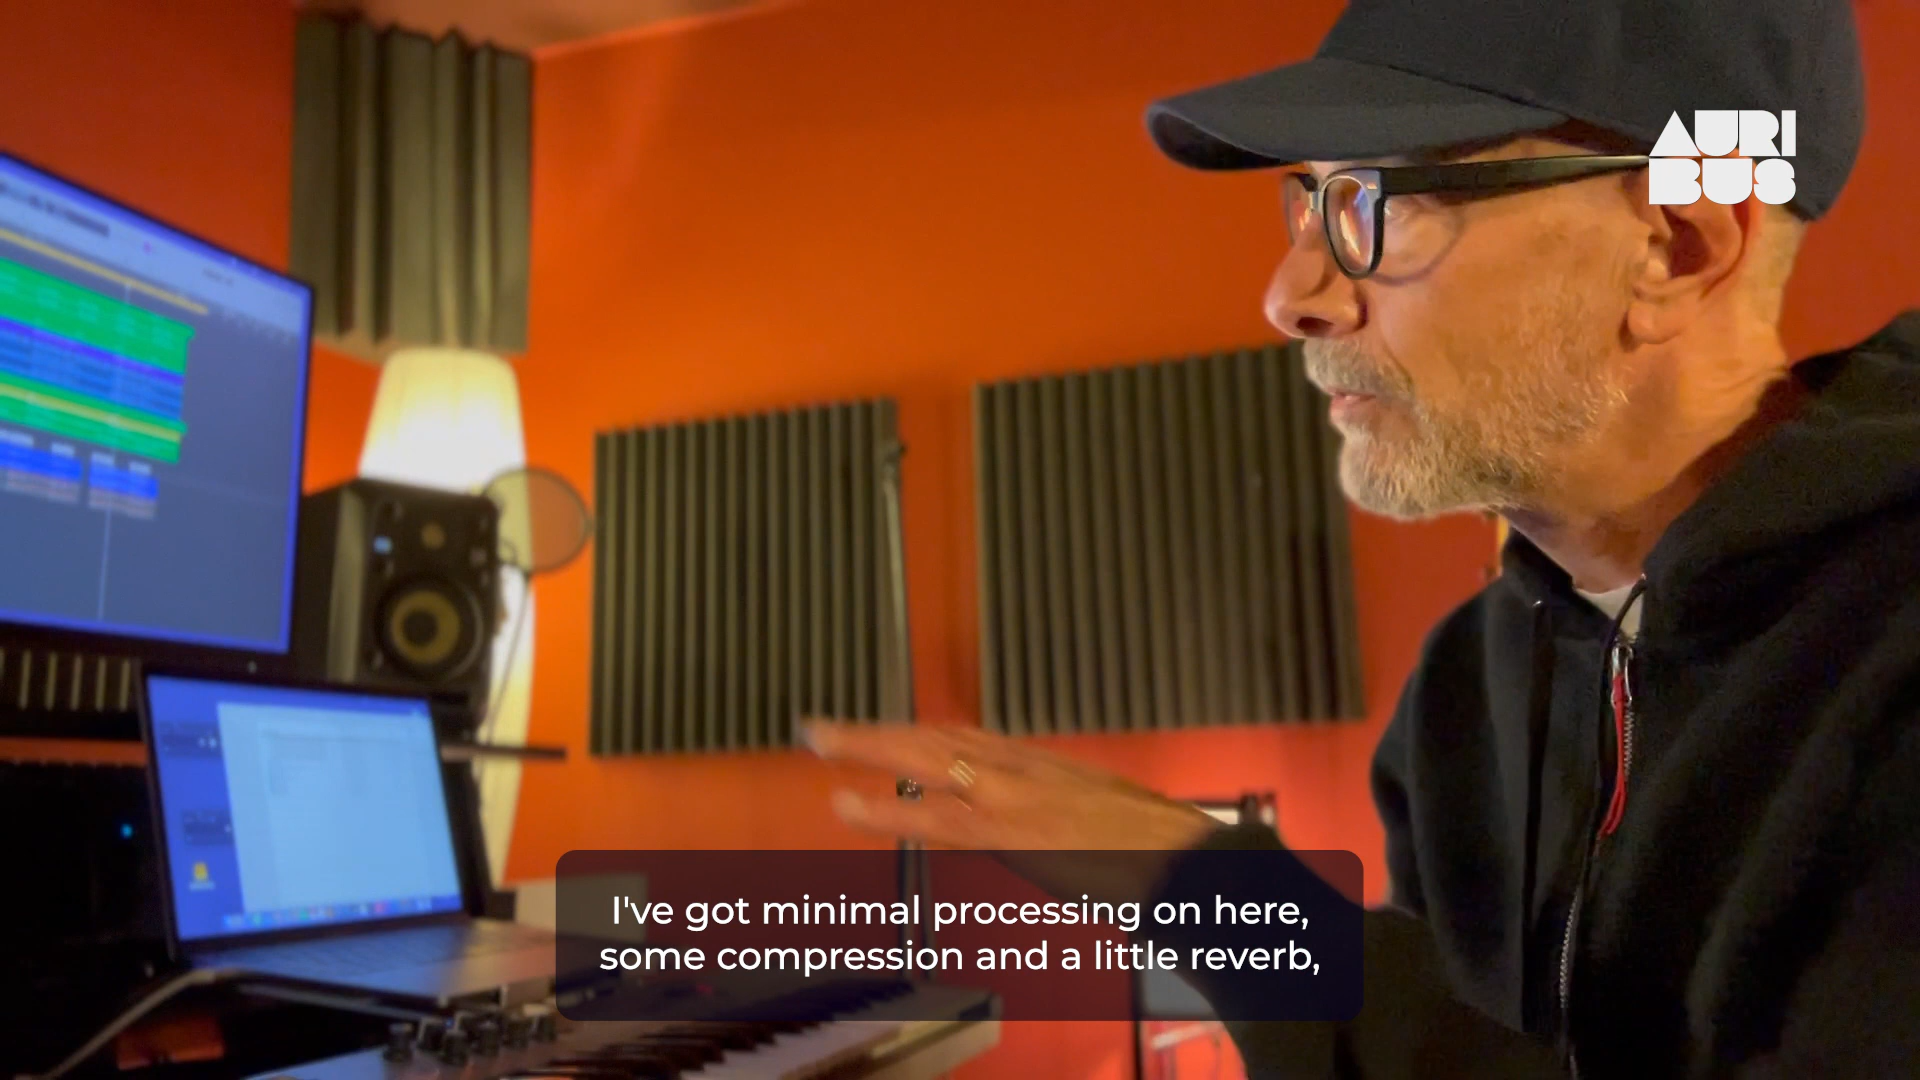 AURI
BUS
I've got minimal processing on here,
some compression and a little reverb,